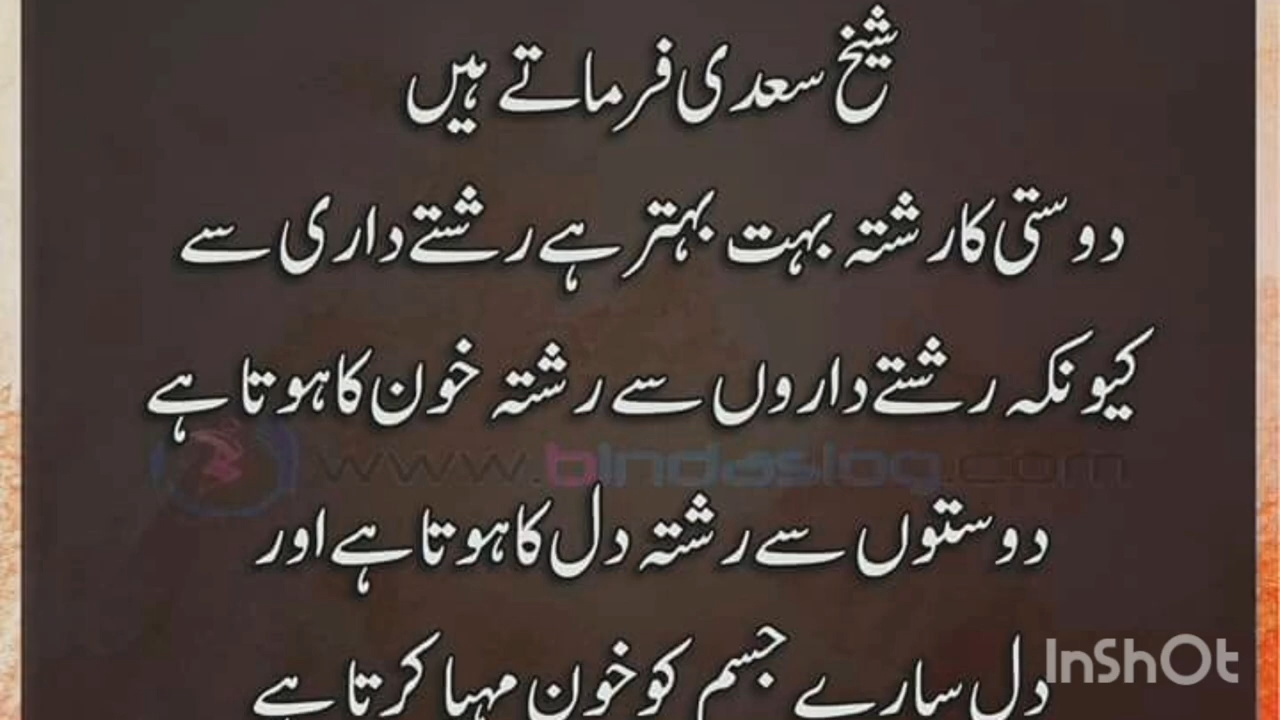 شیخ سعدی فرماتے ہیں
دوستی کا رشتہ بہت بہتر ہے رشتے داری سے
کیونکہ رشتے داروں سے رشتہ خون کا ہوتا ہے
www.bindaslog.com
دوستوں سے رشتہ دل کا ہوتا ہے اور
دل سارے جسم کو خون مہیا کرتا ہے
InShOt